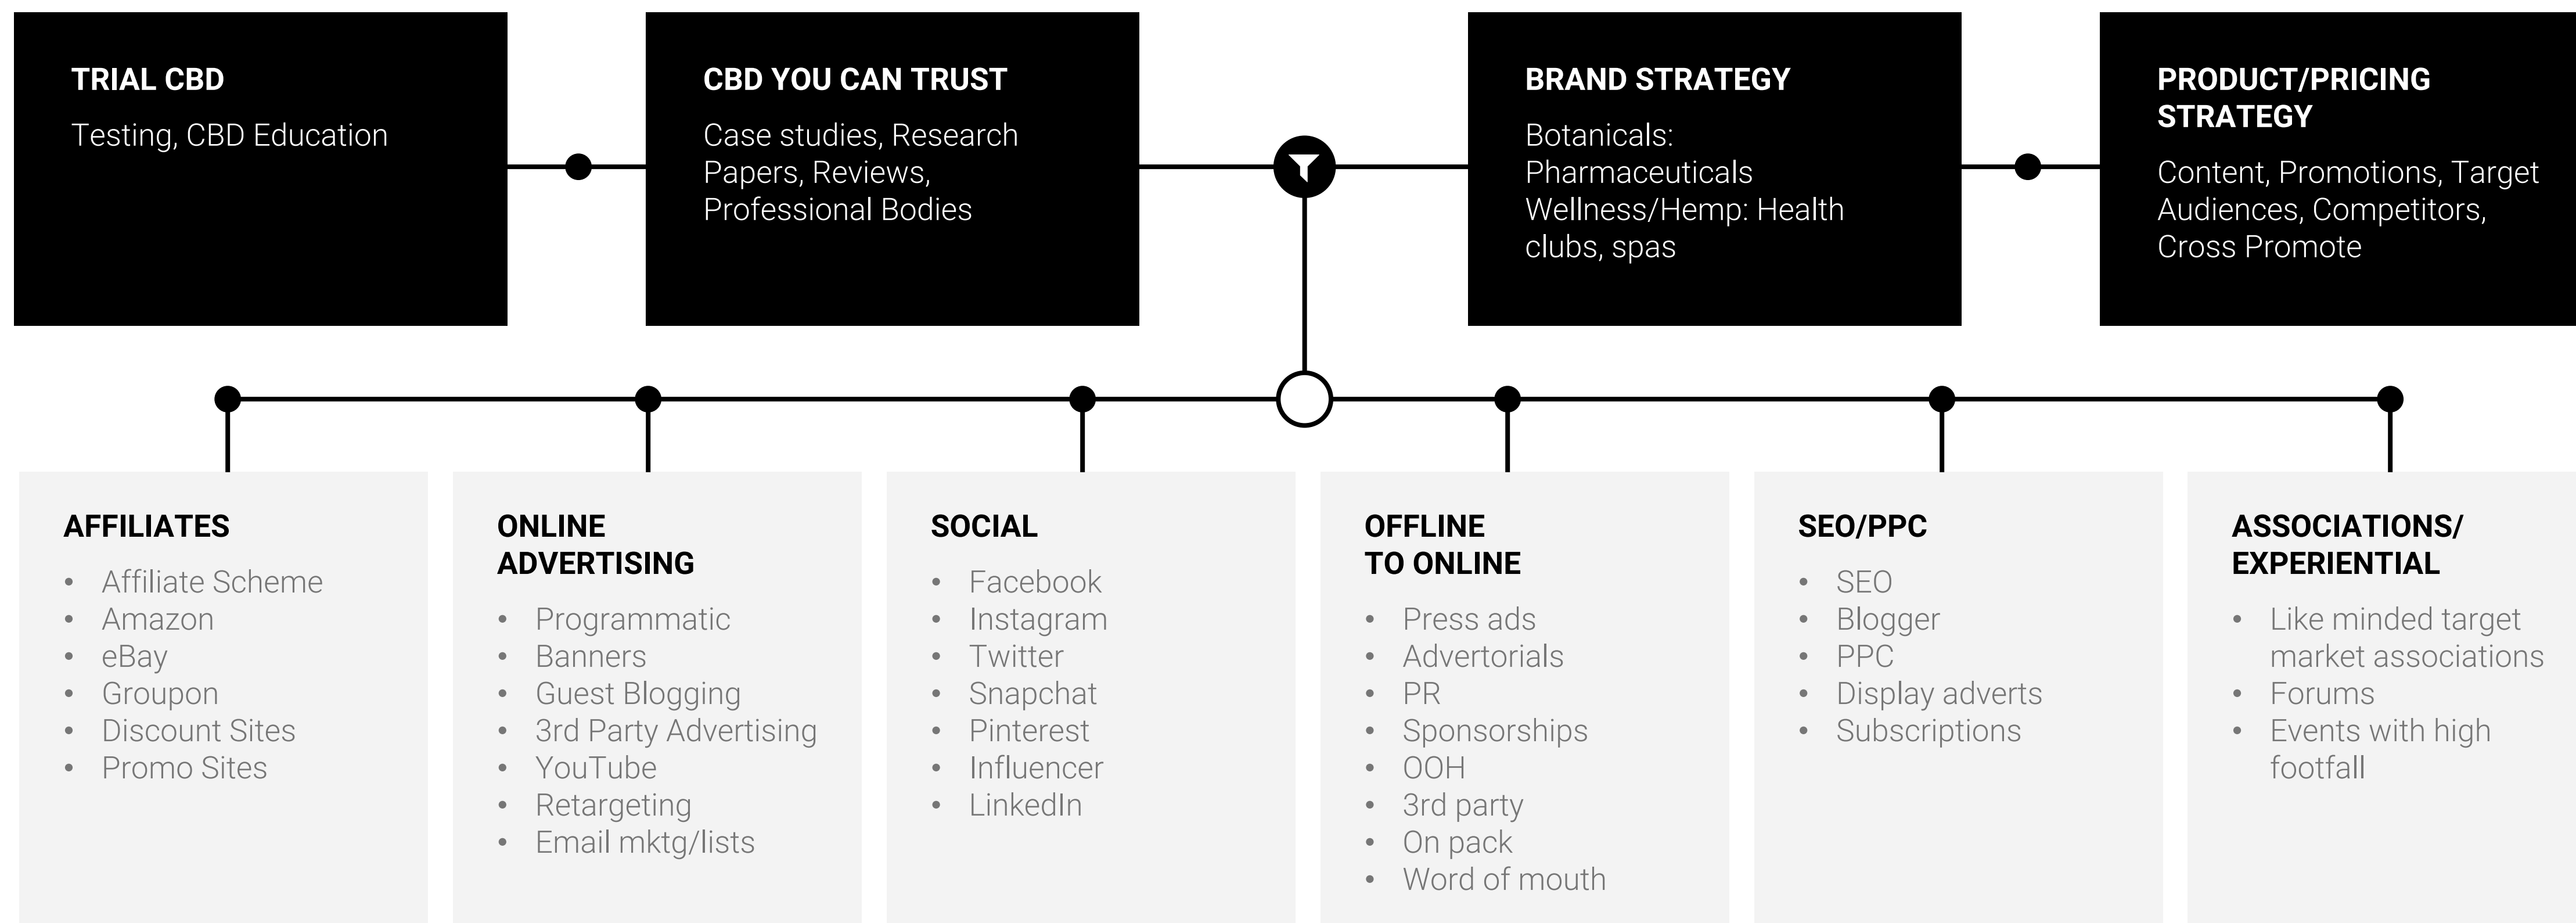 TRIAL CBD
Testing, CBD Education
CBD YOU CAN TRUST
Case studies, Research
Papers, Reviews,
Professional Bodies
BRAND STRATEGY
Botanicals:
Pharmaceuticals
Wellness/Hemp: Health
clubs, spas
PRODUCT/PRICING
STRATEGY
Content, Promotions, Target
Audiences, Competitors,
Cross Promote
AFFILIATES
• Affiliate Scheme
• Amazon
• eBay
• Groupon
• Discount Sites
• Promo Sites
ONLINE
ADVERTISING
• Programmatic
• Banners
• Guest Blogging
• 3rd Party Advertising
• YouTube
• Retargeting
• Email mktg/lists
SOCIAL
• Facebook
• Instagram
• Twitter
• Snapchat
• Pinterest
• Influencer
• LinkedIn
OFFLINE
TO ONLINE
• Press ads
• Advertorials
• PR
• Sponsorships
• OOH
• 3rd party
• On pack
• Word of mouth
SEO/PPC
• SEO
• Blogger
• PPC
• Display adverts
• Subscriptions
ASSOCIATIONS/
EXPERIENTIAL
• Like minded target
market associations
• Forums
• Events with high
footfall